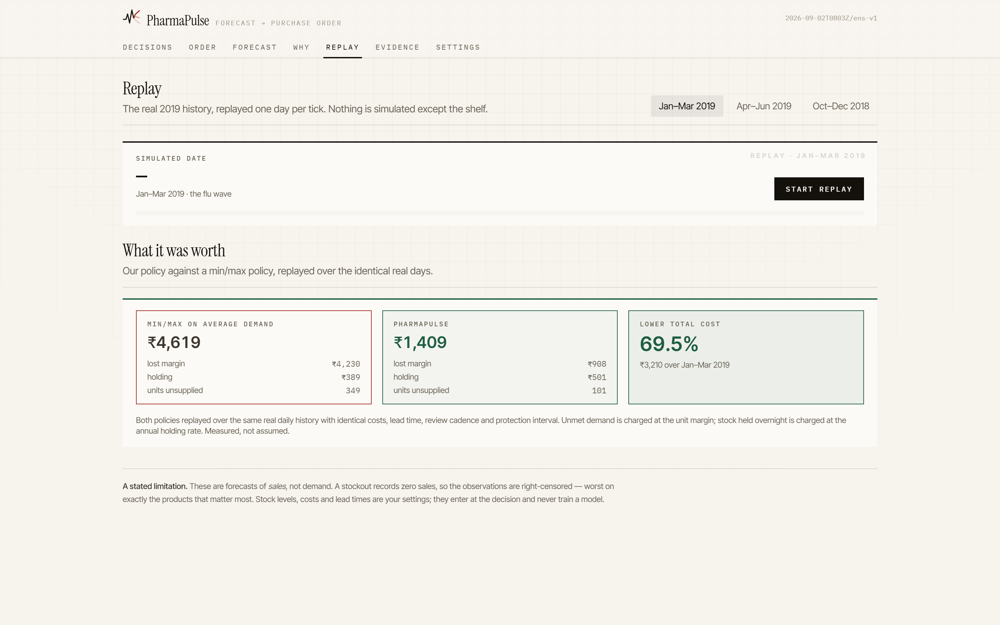 PharmaPulse FORECAST → PURCHASE ORDER
2026-09-02T0803Z/ens-v1
DECISIONS ORDER FORECAST WHY REPLAY EVIDENCE SETTINGS
Replay
The real 2019 history, replayed one day per tick. Nothing is simulated except the shelf.
Jan–Mar 2019 Apr–Jun 2019 Oct–Dec 2018
SIMULATED DATE
REPLAY · JAN–MAR 2019
—
Jan–Mar 2019 · the flu wave
START REPLAY
What it was worth
Our policy against a min/max policy, replayed over the identical real days.
MIN/MAX ON AVERAGE DEMAND
₹4,619
lost margin ₹4,230
holding ₹389
units unsupplied 349
PHARMAPULSE
₹1,409
lost margin ₹908
holding ₹501
units unsupplied 101
LOWER TOTAL COST
69.5%
₹3,210 over Jan–Mar 2019
Both policies replayed over the same real daily history with identical costs, lead time, review cadence and protection interval. Unmet demand is charged at the unit margin; stock held overnight is charged at the
annual holding rate. Measured, not assumed.
A stated limitation. These are forecasts of sales, not demand. A stockout records zero sales, so the observations are right-censored — worst on
exactly the products that matter most. Stock levels, costs and lead times are your settings; they enter at the decision and never train a model.